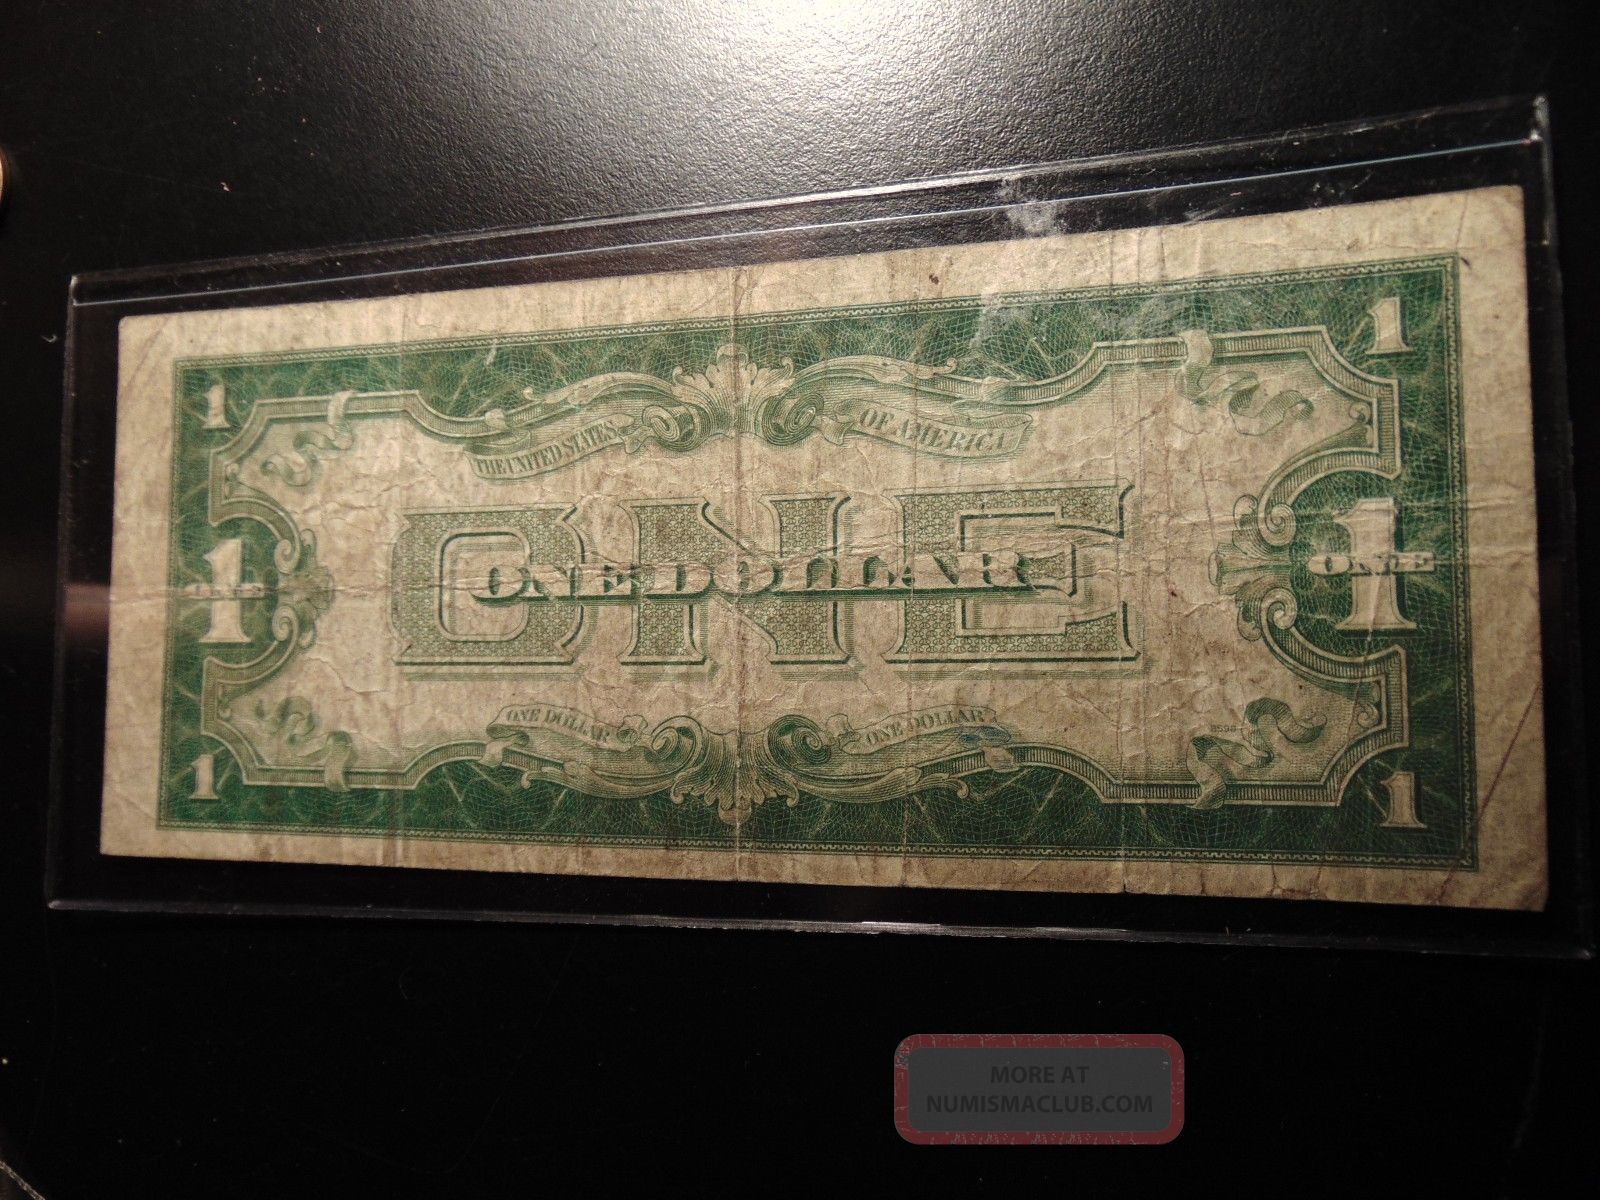 1 1
THE UNITED STATES OF AMERICA
ONE
ONE DOLLAR
1 1
ONE
ONE DOLLAR ONE DOLLAR
1 1
MORE AT
NUMISMACLUB.COM